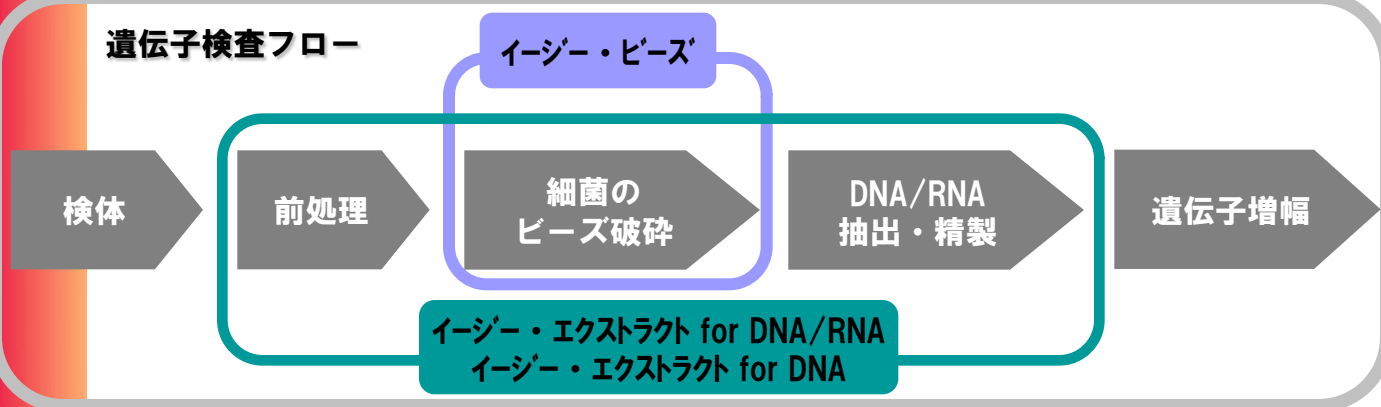 遺伝子検査フロー
イージー・ビーズ
検体
前処理
細菌の
ビーズ破砕
DNA/RNA
抽出・精製
遺伝子増幅
イージー・エクストラクト for DNA/RNA
イージー・エクストラクト for DNA